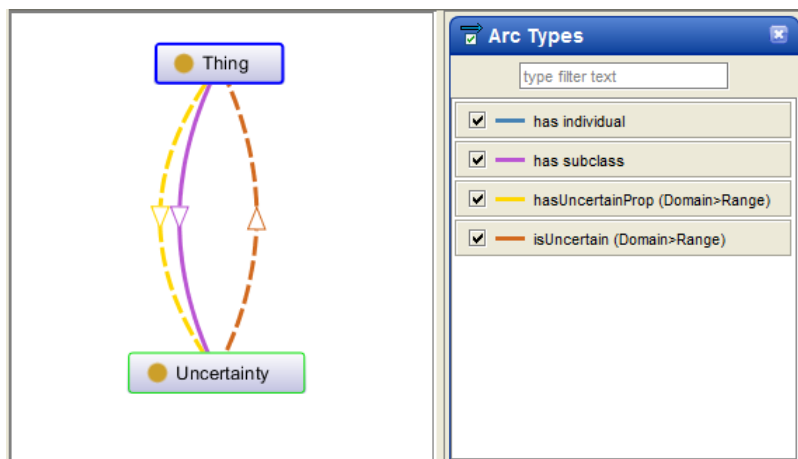 Thing
Uncertainty
Arc Types
type filter text
has individual
has subclass
hasUncertainProp (Domain>Range)
isUncertain (Domain>Range)